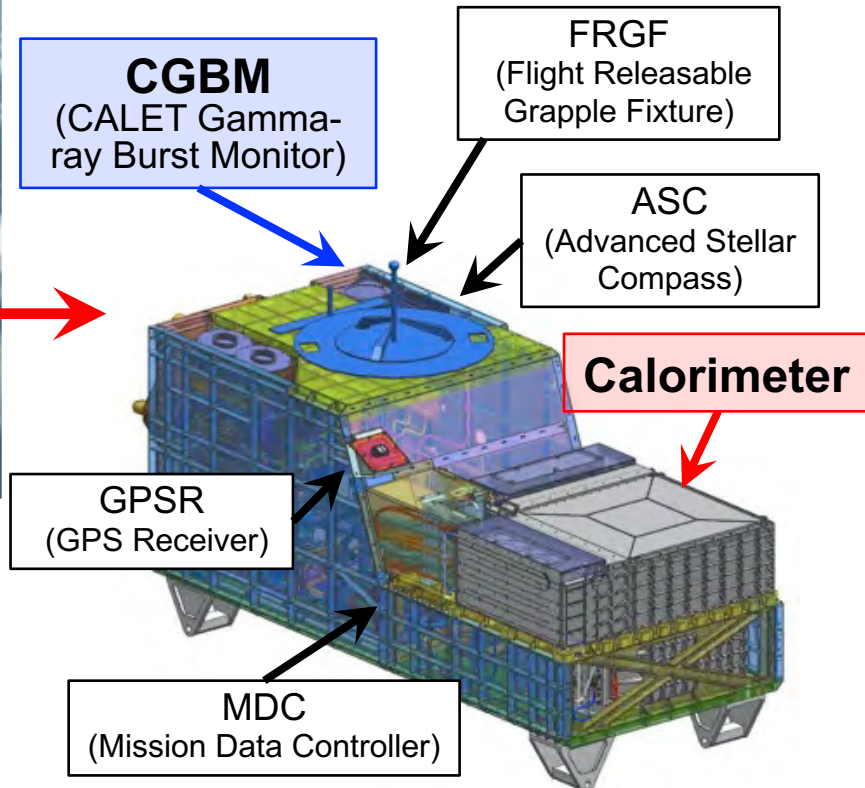 CGBM
(CALET Gamma-
ray Burst Monitor)
FRGF
(Flight Releasable
Grapple Fixture)
ASC
(Advanced Stellar
Compass)
Calorimeter
GPSR
(GPS Receiver)
MDC
(Mission Data Controller)